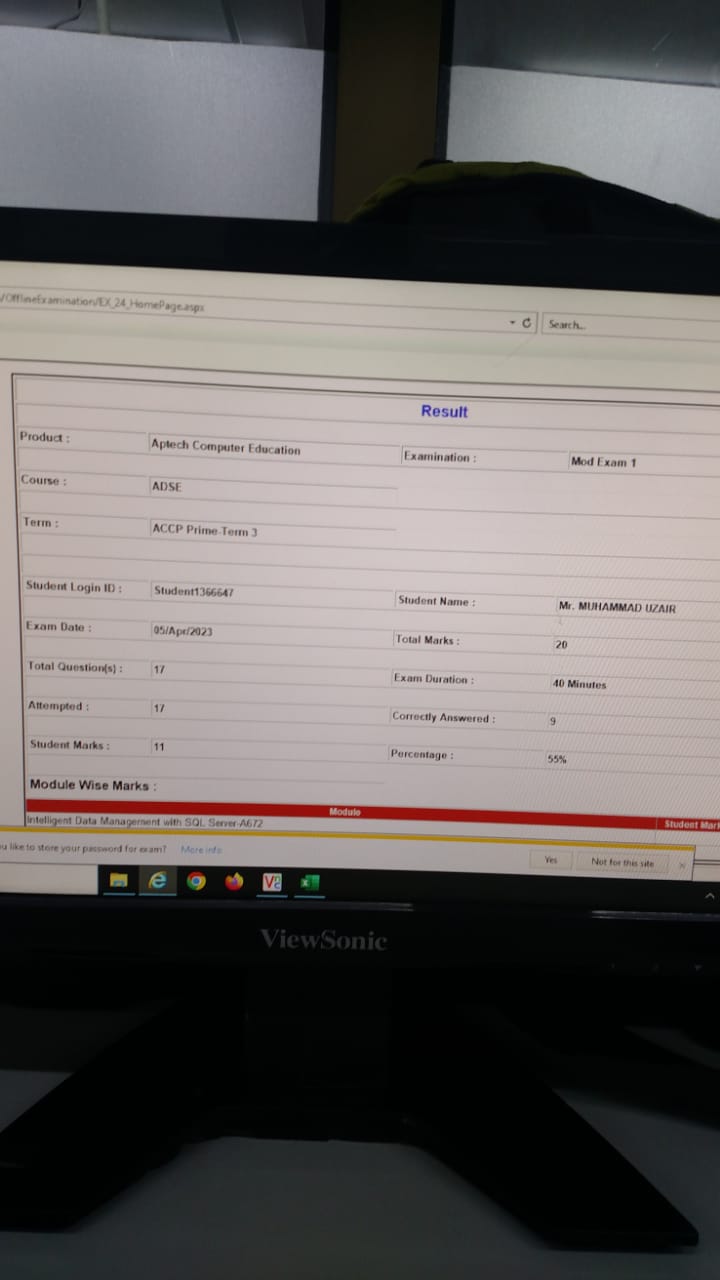 /OfflineExamination/EX_24_HomePage.aspx
Search...
Result
Product : Aptech Computer Education Examination : Mod Exam 1
Course : ADSE
Term : ACCP Prime-Term 3
Student Login ID : Student1366647 Student Name : Mr. MUHAMMAD UZAIR
Exam Date : 05/Apr/2023 Total Marks : 20
Total Question(s) : 17 Exam Duration : 40 Minutes
Attempted : 17 Correctly Answered : 9
Student Marks : 11 Percentage : 55%
Module Wise Marks :
Module Student Mar
Intelligent Data Management with SQL Server-A672
u like to store your password for exam? More info Yes Not for this site
ViewSonic